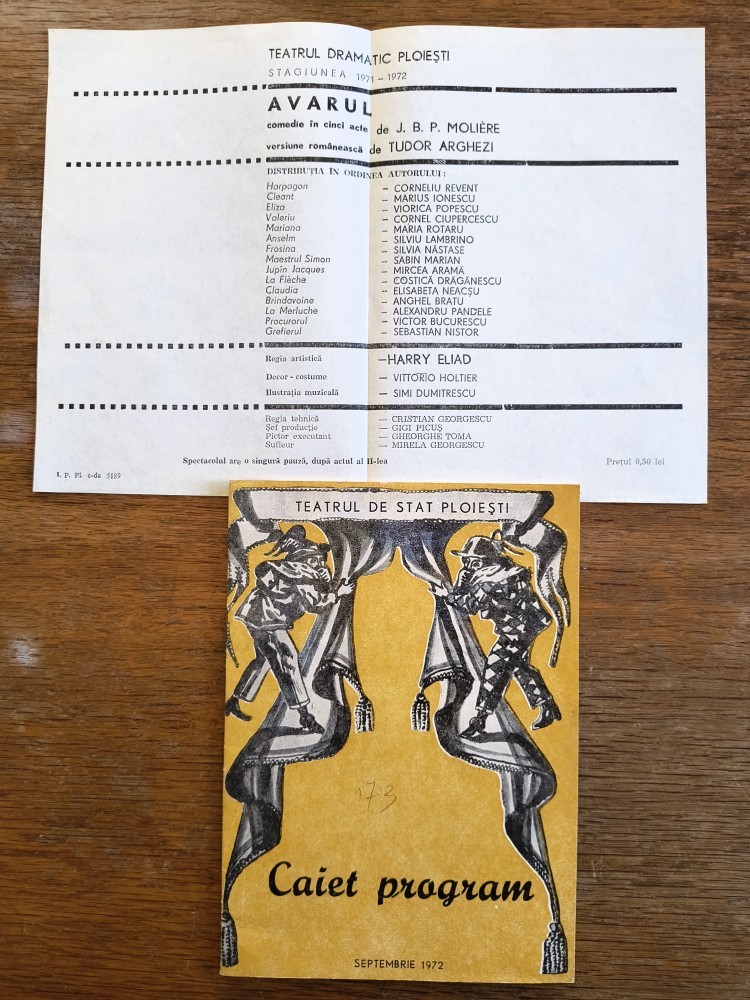 TEATRUL DRAMATIC PLOIEȘTI
STAGIUNEA 1971-1972
AVARUL
comedie în cinci acte de J. B. P. MOLIÈRE
versiune românească de TUDOR ARGHEZI
DISTRIBUȚIA IN ORDINEA AUTORULUI :
Harpagon – CORNELIU REVENT
Cleant – MARIUS IONESCU
Eliza – VIORICA POPESCU
Valeriu – CORNEL CIUPERCESCU
Mariana – MARIA ROTARU
Anselm – SILVIU LAMBRINO
Frosina – SILVIA NĂSTASE
Maestrul Simon – SABIN MARIAN
Jupîn Jacques – MIRCEA ARAMĂ
La Flèche – COSTICĂ DRĂGĂNESCU
Claudia – ELISABETA NEACȘU
Brindavoine – ANGHEL BRATU
La Merluche – ALEXANDRU PANDELE
Procurorul – VICTOR BUCURESCU
Grefierul – SEBASTIAN NISTOR
Regia artistică – HARRY ELIAD
Decor - costume – VITTORIO HOLTIER
Ilustrația muzicală – SIMI DUMITRESCU
Regia tehnică – CRISTIAN GEORGESCU
Șef producție – GIGI PICUȘ
Pictor executant – GHEORGHE TOMA
Sufleur – MIRELA GEORGESCU
Spectacolul are o singură pauză, după actul al II-lea
Prețul 0,50 lei
I. P. Pl. c-da 5189
TEATRUL DE STAT PLOIEȘTI
173
Caiet program
SEPTEMBRIE 1972